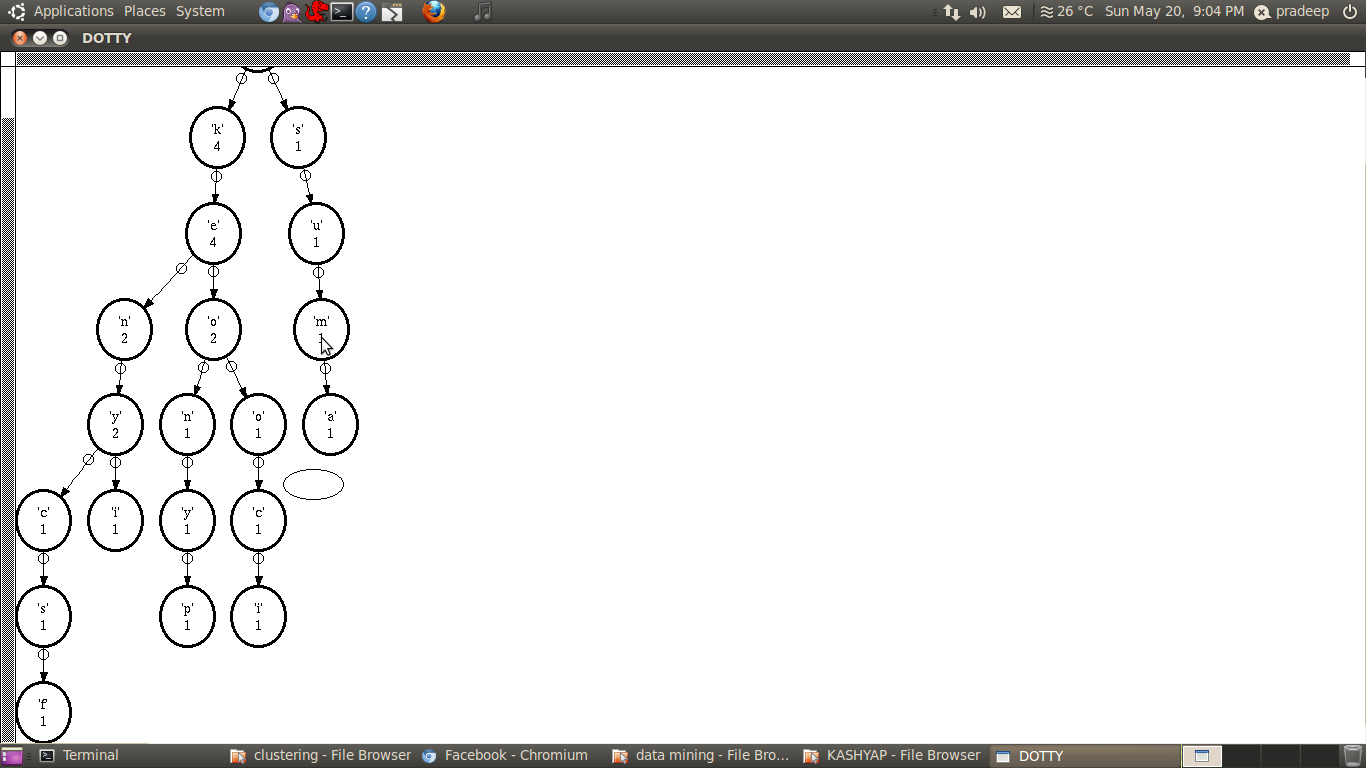 Applications Places System
26 °C Sun May 20, 9:04 PM pradeep
DOTTY
'k'
4
's'
1
'e'
4
'u'
1
'n'
2
'o'
2
'm'
'y'
2
'n'
1
'o'
1
'a'
1
'c'
1
1
'y'
1
'c'
1
's'
1
'p'
1
1
'f'
1
Terminal
clustering - File Browser
Facebook - Chromium
data mining - File Bro...
KASHYAP - File Browser
DOTTY